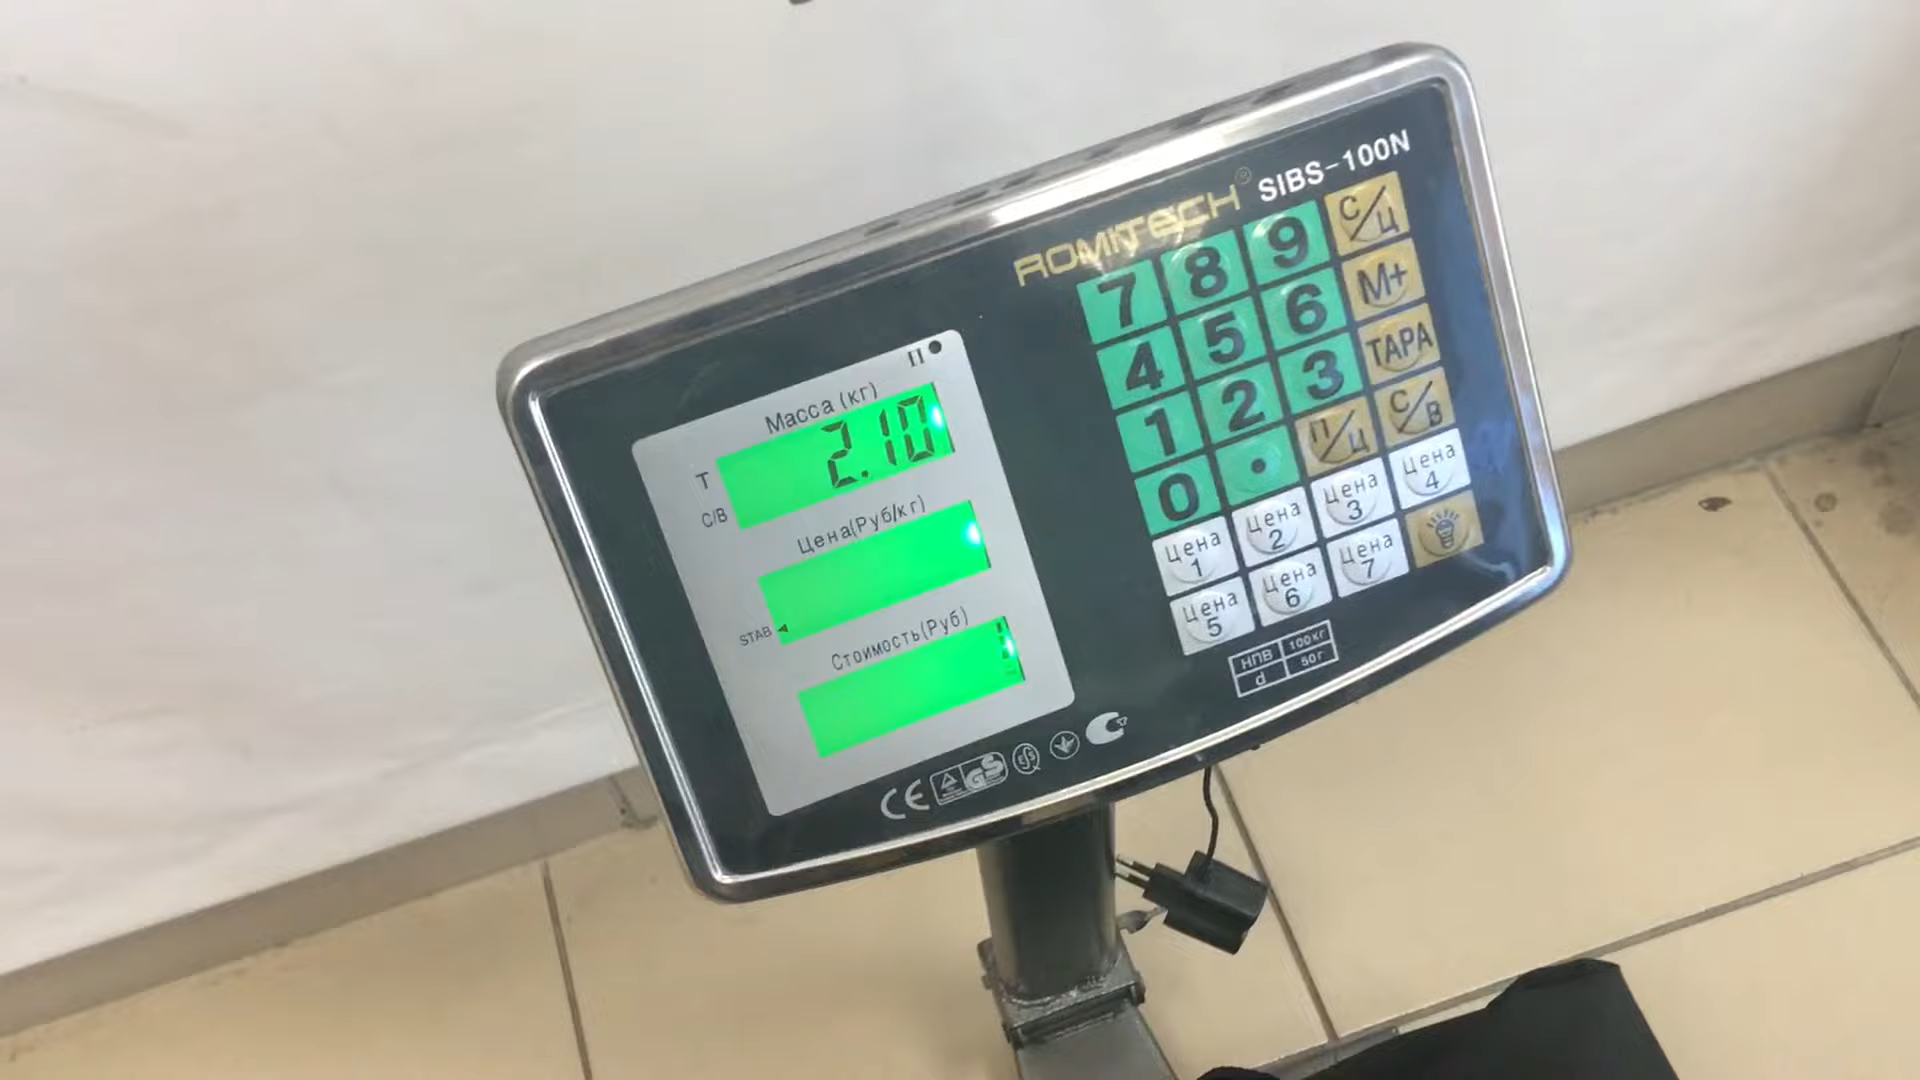 ROMITECH® SIBS-100N
П
Масса (кг)
2.10
Т
С/В
Цена(Руб/кг)
STAB
Стоимость(Руб)
7 8 9 С/Ц
4 5 6 М+
1 2 3 ТАРА
0 . П/Ц С/В
Цена 1 Цена 2 Цена 3 Цена 4
Цена 5 Цена 6 Цена 7
НПВ 100кг
d 50г
CE GS